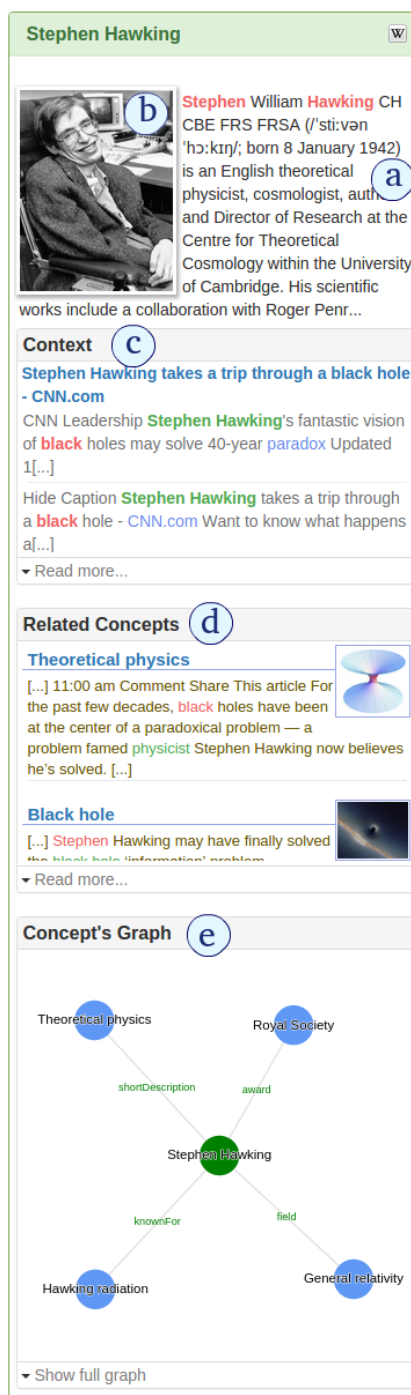 Stephen Hawking
W
b
Stephen William Hawking CH
CBE FRS FRSA (/ˈstiːvən
ˈhɔːkɪŋ/; born 8 January 1942)
is an English theoretical
a
physicist, cosmologist, auth
and Director of Research at the
Centre for Theoretical
Cosmology within the University
of Cambridge. His scientific
works include a collaboration with Roger Penr...
Context
c
Stephen Hawking takes a trip through a black hole
- CNN.com
CNN Leadership Stephen Hawking's fantastic vision
of black holes may solve 40-year paradox Updated
1[...]
Hide Caption Stephen Hawking takes a trip through
a black hole - CNN.com Want to know what happens
a[...]
Read more...
Related Concepts
d
Theoretical physics
[...] 11:00 am Comment Share This article For
the past few decades, black holes have been
at the center of a paradoxical problem — a
problem famed physicist Stephen Hawking now believes
he's solved. [...]
Black hole
[...] Stephen Hawking may have finally solved
the black hole 'information' problem
Read more...
Concept's Graph
e
Theoretical physics
Royal Society
shortDescription
award
Stephen Hawking
knownFor
field
Hawking radiation
General relativity
Show full graph